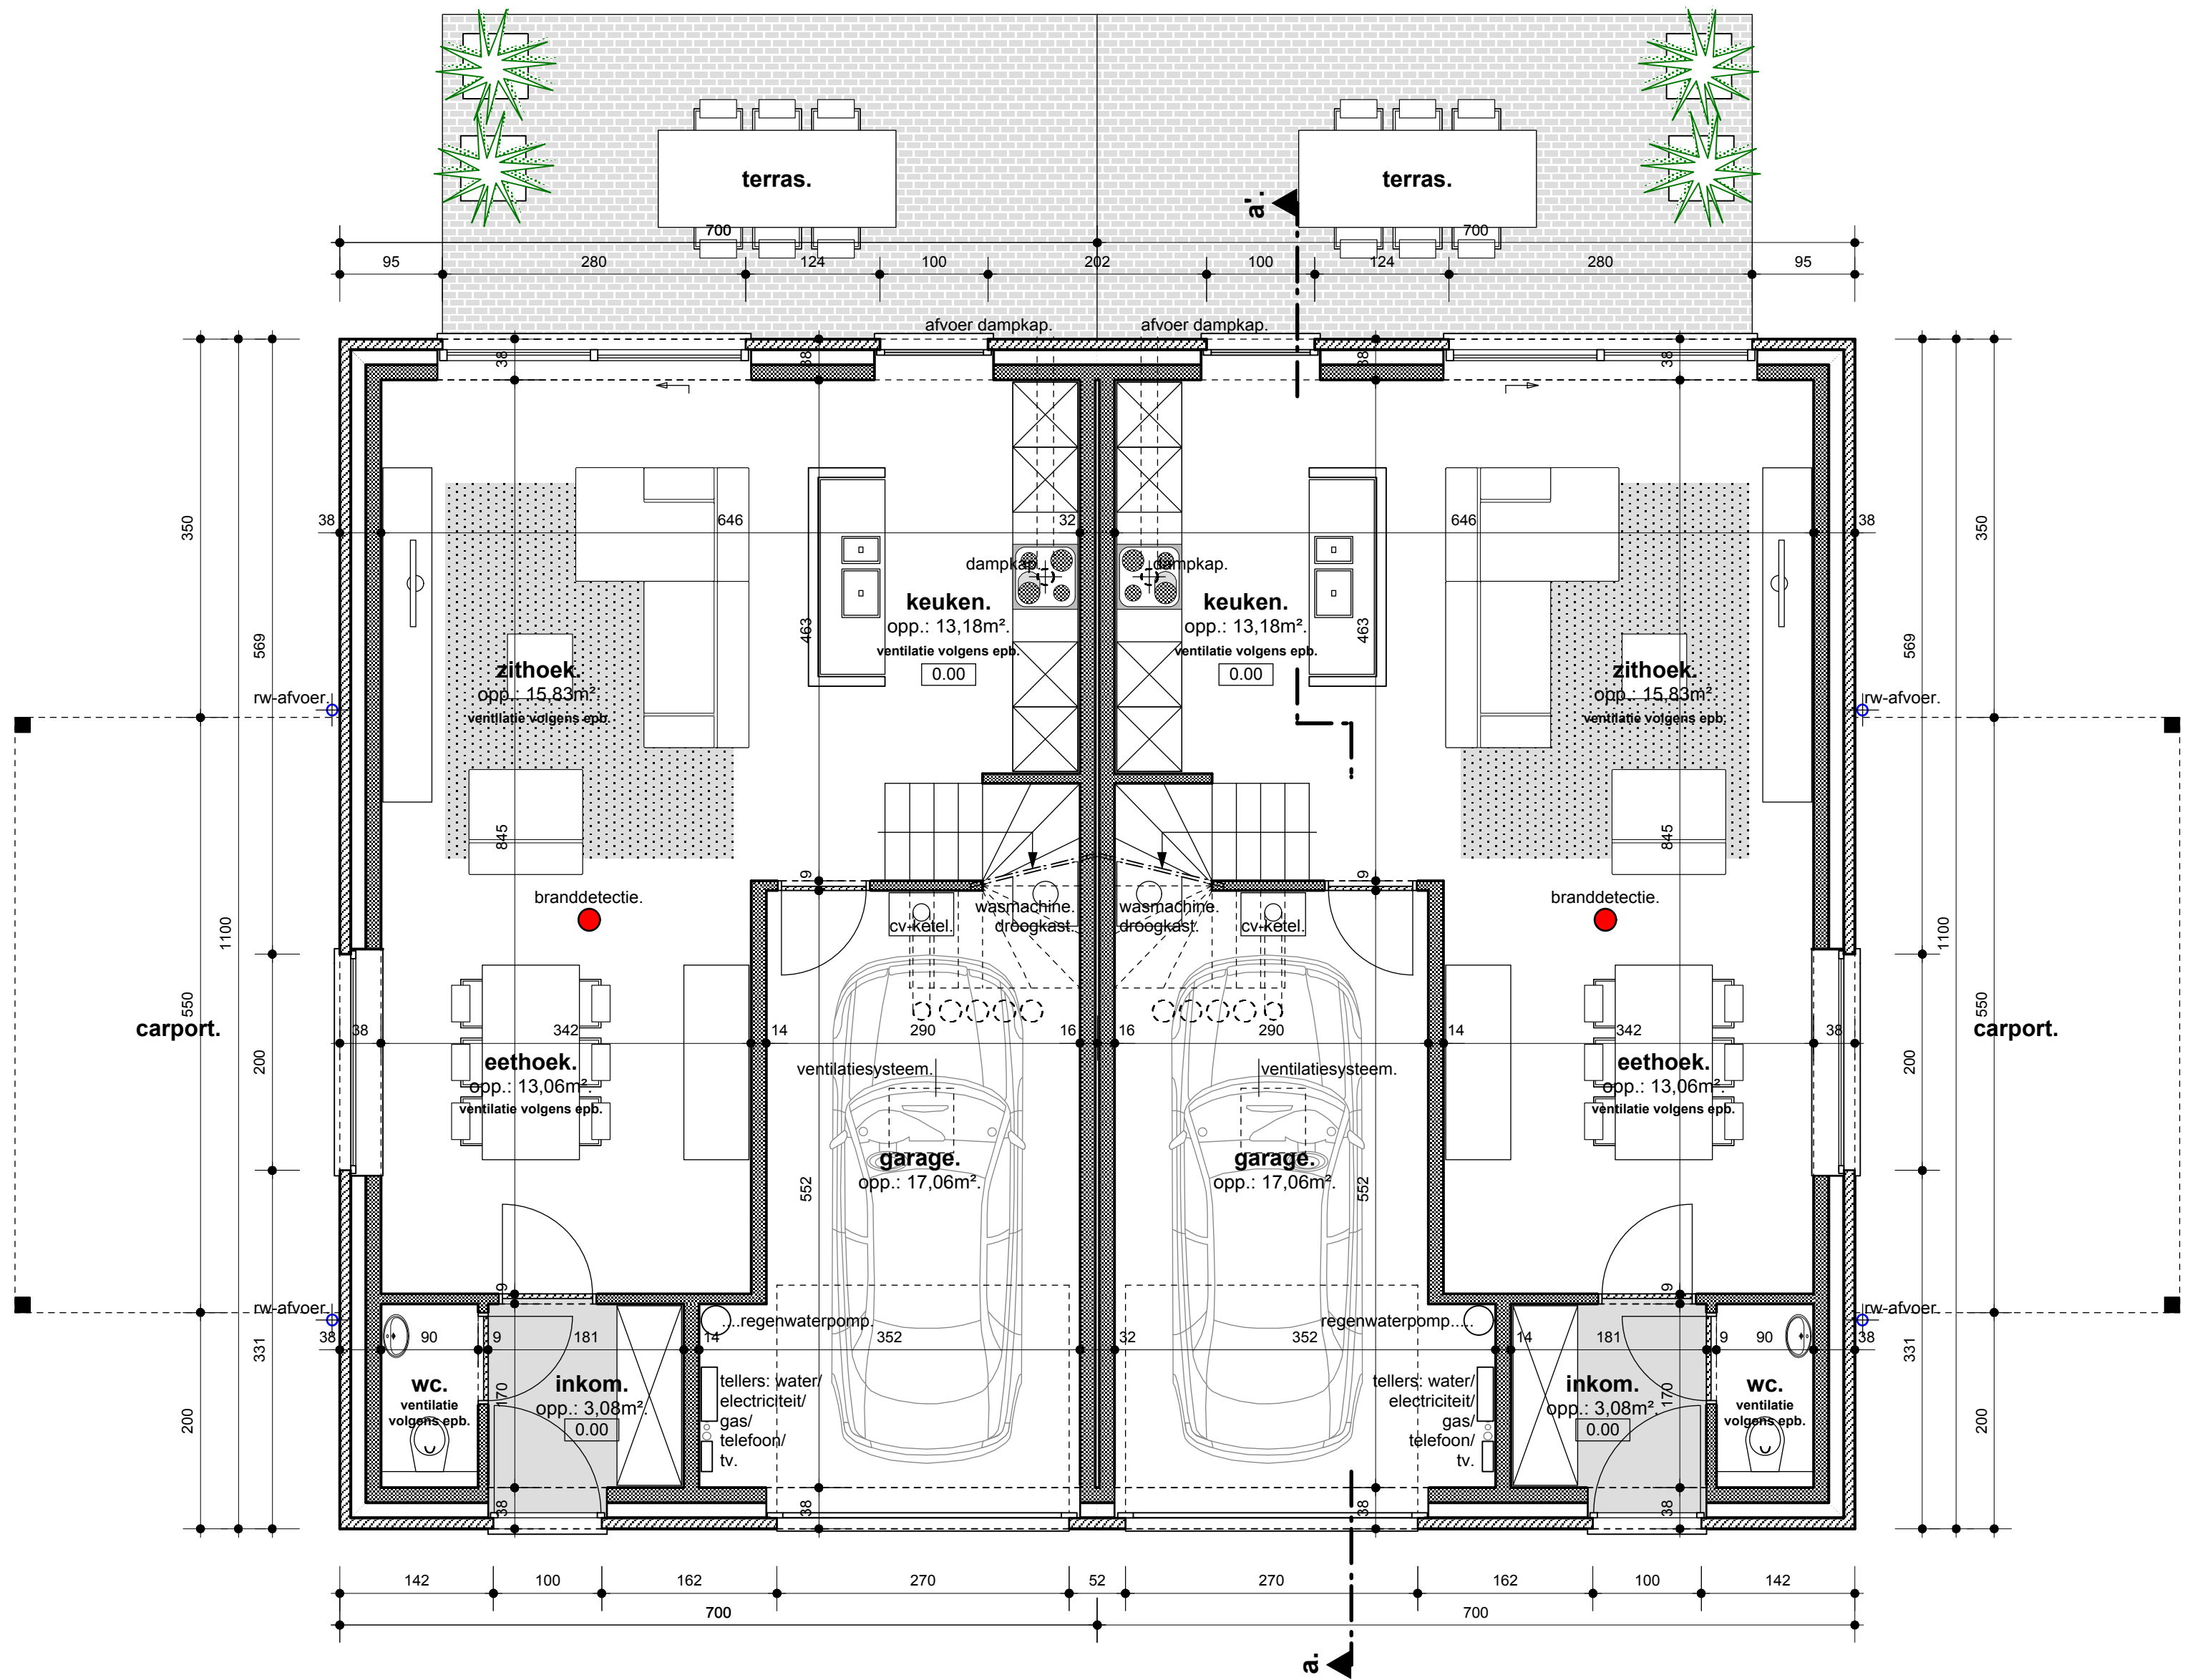 terras.
terras.
a'.
700
700
95
280
124
100
202
100
124
280
95
afvoer dampkap.
afvoer dampkap.
38
38
38
38
350
350
38
646
32
646
38
dampkap.
dampkap.
keuken.
opp.: 13,18m².
ventilatie volgens epb.
0.00
keuken.
opp.: 13,18m².
ventilatie volgens epb.
0.00
463
463
569
569
zithoek.
opp.: 15,83m².
ventilatie volgens epb.
zithoek.
opp.: 15,83m².
ventilatie volgens epb.
rw-afvoer.
rw-afvoer.
845
845
9
9
branddetectie.
branddetectie.
wasmachine.
droogkast.
wasmachine.
droogkast.
cv-ketel.
cv-ketel.
1100
1100
550
550
carport.
carport.
38
342
14
290
16
16
290
14
342
38
200
200
eethoek.
opp.: 13,06m².
ventilatie volgens epb.
eethoek.
opp.: 13,06m².
ventilatie volgens epb.
ventilatiesysteem.
ventilatiesysteem.
garage.
opp.: 17,06m².
garage.
opp.: 17,06m².
552
552
9
9
rw-afvoer.
rw-afvoer.
....regenwaterpomp.
regenwaterpomp....
38
90
9
181
14
352
32
352
14
181
9
90
38
331
331
wc.
ventilatie
volgens epb.
170
inkom.
opp.: 3,08m².
0.00
tellers: water/
electriciteit/
gas/
telefoon/
tv.
tellers: water/
electriciteit/
gas/
telefoon/
tv.
inkom.
opp.: 3,08m².
0.00
170
wc.
ventilatie
volgens epb.
200
200
38
38
38
38
142
100
162
270
52
270
162
100
142
700
700
a.